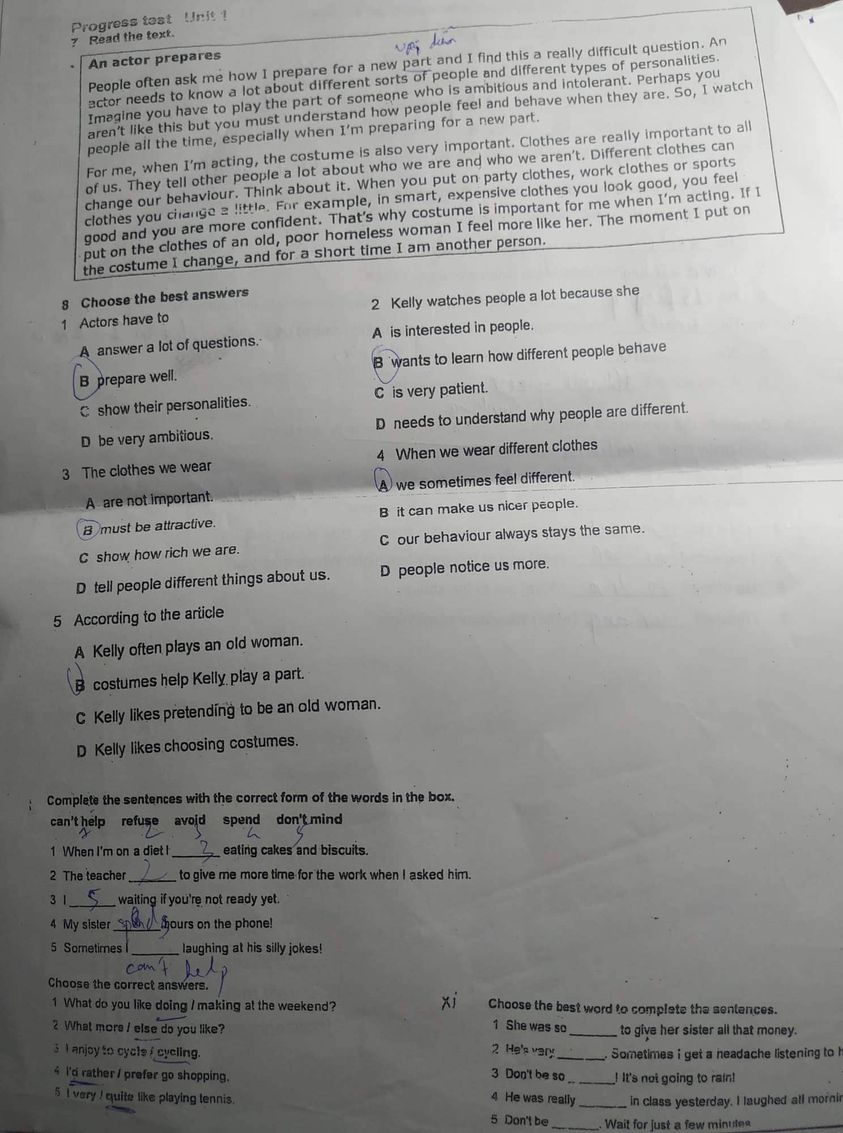 Progress test Unit 1
7 Read the text.
An actor prepares
People often ask me how I prepare for a new part and I find this a really difficult question. An
actor needs to know a lot about different sorts of people and different types of personalities.
Imagine you have to play the part of someone who is ambitious and intolerant. Perhaps you
aren't like this but you must understand how people feel and behave when they are. So, I watch
people all the time, especially when I'm preparing for a new part.
For me, when I'm acting, the costume is also very important. Clothes are really important to all
of us. They tell other people a lot about who we are and who we aren't. Different clothes can
change our behaviour. Think about it. When you put on party clothes, work clothes or sports
clothes you change a little. For example, in smart, expensive clothes you look good, you feel
good and you are more confident. That's why costume is important for me when I'm acting. If I
put on the clothes of an old, poor homeless woman I feel more like her. The moment I put on
the costume I change, and for a short time I am another person.
8 Choose the best answers
1 Actors have to
A answer a lot of questions.
B prepare well.
C show their personalities.
D be very ambitious.
2 Kelly watches people a lot because she
A is interested in people.
B wants to learn how different people behave
C is very patient.
D needs to understand why people are different.
3 The clothes we wear
A are not important.
B must be attractive.
C show how rich we are.
D tell people different things about us.
4 When we wear different clothes
A we sometimes feel different.
B it can make us nicer people.
C our behaviour always stays the same.
D people notice us more.
5 According to the article
A Kelly often plays an old woman.
B costumes help Kelly play a part.
C Kelly likes pretending to be an old woman.
D Kelly likes choosing costumes.
Complete the sentences with the correct form of the words in the box.
can't help refuse avoid spend don't mind
1 When I'm on a diet I 3 eating cakes and biscuits.
2 The teacher 2 to give me more time for the work when I asked him.
3 I 5 waiting if you're not ready yet.
4 My sister spends hours on the phone!
5 Sometimes I ______ laughing at his silly jokes!
can't help
Choose the correct answers.
1 What do you like doing / making at the weekend?
2 What more / else do you like?
3 I enjoy to cycle / cycling.
4 I'd rather / prefer go shopping.
5 I very / quite like playing tennis.
XI
Choose the best word to complete the sentences.
1 She was so ______ to give her sister all that money.
2 He's very ______. Sometimes I get a headache listening to
3 Don't be so ______! It's not going to rain!
4 He was really ______ in class yesterday. I laughed all
5 Don't be ______. Wait for just a few minutes